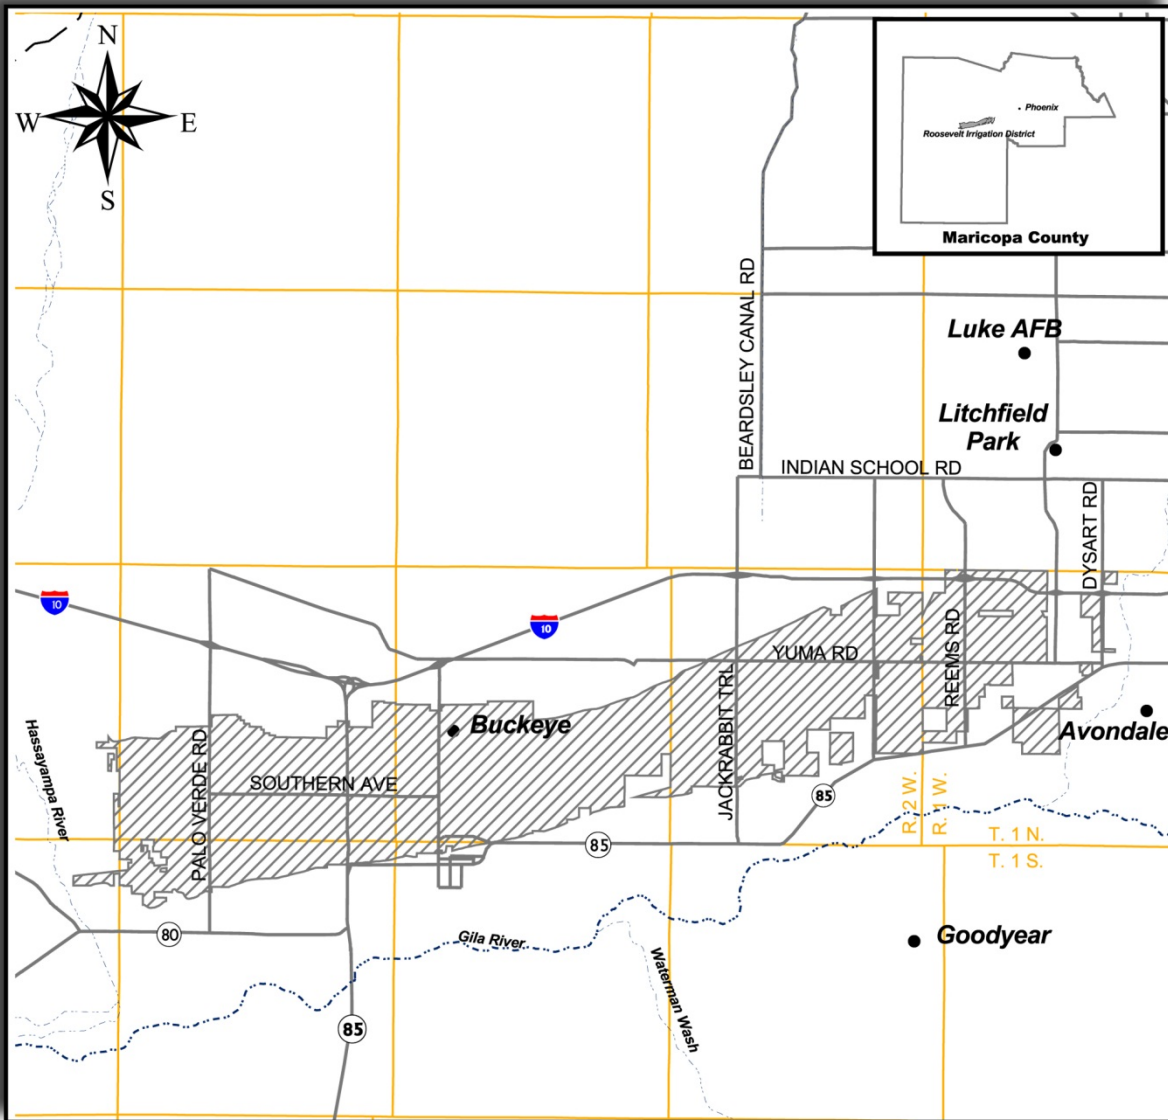 N
W
E
S
Phoenix
Roosevelt Irrigation District
Maricopa County
BEARDSLEY CANAL RD
Luke AFB
Litchfield
Park
INDIAN SCHOOL RD
DYSART RD
10
10
YUMA RD
REEMS RD
JACKRABBIT TRL
Buckeye
Avondale
Hassayampa River
PALO VERDE RD
SOUTHERN AVE
85
R. 2 W.
R. 1 W.
T. 1 N.
T. 1 S.
85
80
Gila River
Goodyear
Waterman Wash
85